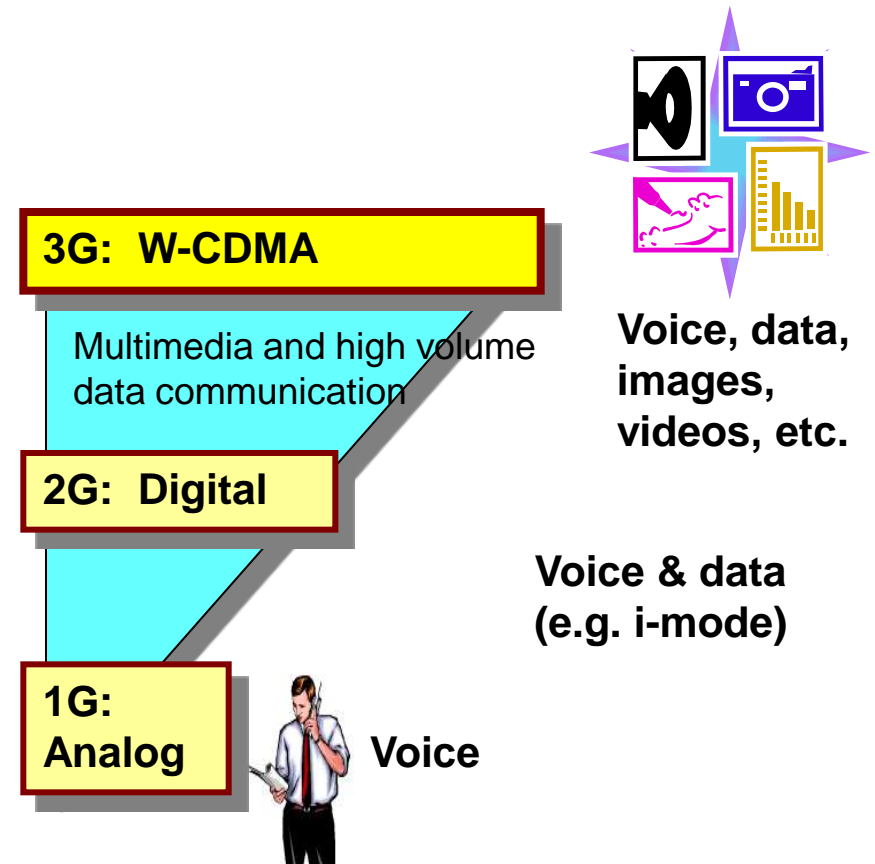 3G: W-CDMA
Multimedia and high volume
data communication
Voice, data,
images,
videos, etc.
2G: Digital
Voice & data
(e.g. i-mode)
1G:
Analog
Voice